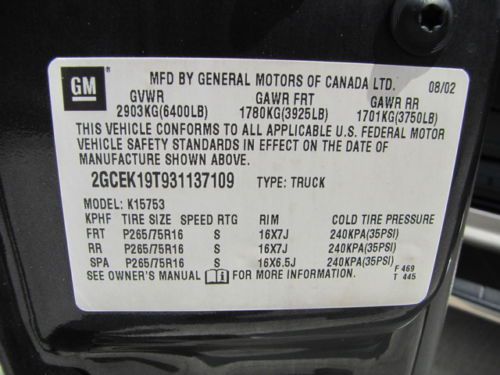 GM
MFD BY GENERAL MOTORS OF CANADA LTD. 08/02
GVWR GAWR FRT GAWR RR
2903KG(6400LB) 1780KG(3925LB) 1701KG(3750LB)
THIS VEHICLE CONFORMS TO ALL APPLICABLE U.S. FEDERAL MOTOR
VEHICLE SAFETY STANDARDS IN EFFECT ON THE DATE OF
MANUFACTURE SHOWN ABOVE.
2GCEK19T931137109 TYPE: TRUCK
MODEL: K15753
KPHF TIRE SIZE SPEED RTG RIM COLD TIRE PRESSURE
FRT P265/75R16 S 16X7J 240KPA(35PSI)
RR P265/75R16 S 16X7J 240KPA(35PSI)
SPA P265/75R16 S 16X6.5J 240KPA(35PSI)
SEE OWNER'S MANUAL FOR MORE INFORMATION. F 469
T 445